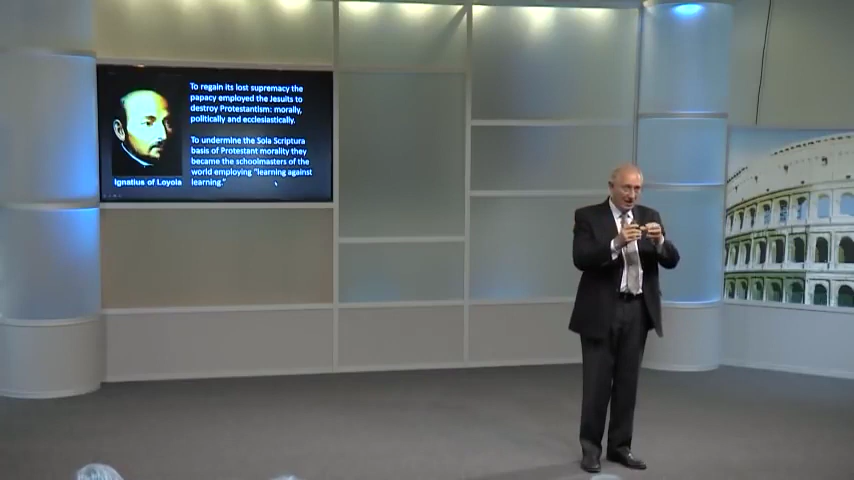 To regain its lost supremacy the
papacy employed the Jesuits to
destroy Protestantism: morally,
politically and ecclesiastically.
To undermine the Sola Scriptura
basis of Protestant morality they
became the schoolmasters of the
world employing "learning against
learning."
Ignatius of Loyola